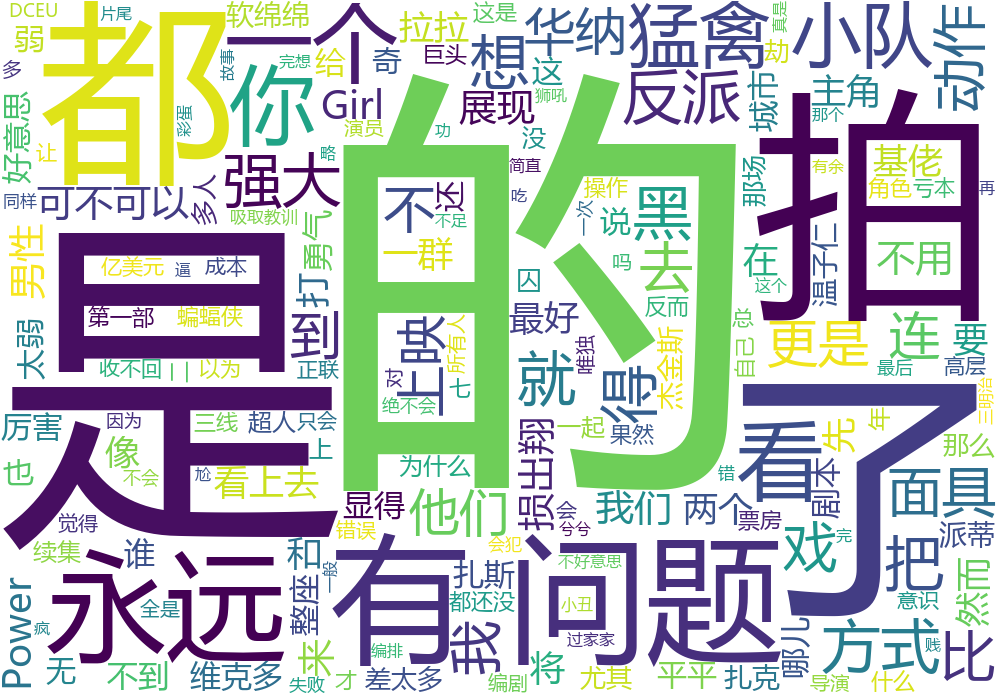 DCEU
片尾
软绵绵
一个
拉拉
这是
华纳
猛禽
真是
小队
弱
都
故事
完想
给
奇
巨头
想
这
劫
动作
多
好意思
彩蛋
你
Girl
演员
展现
狮吼
反派
城市
主角
那个
让
略
功
没
拍
的
强大
不
还
简直
操作
那场
基佬
有余
同样
可不可以
多人
吃
一次
说
黑
角色
亏本
再
吸取教训
不足
男性
是
勇气
一群
囚
吗
去
在
温子仁
不用
亿美元
逼
成本
打
反而
这个
第一部
蝙蝠侠
到
上映
所有人
最好
总
更是
连
要
太弱
收不回
||
以为
正联
对
七
就
唯独
得
杰金斯
自己
最后
高层
绝不会
三明治
厉害
因为
三线
超人
只会
损出翔
一起
果然
看
了
先
年
那么
也
像
上
为什么
不会
尬
看上去
显得
他们
会
我们
两个
剧本
面具
觉得
错误
兮兮
错
票房
派蒂
续集
谁
和
有问题
戏
完
把
然而
永远
会犯
不好意思
扎斯
一般
都还没
小丑
意识
Power
全是
整座
我
过家家
哪儿
方式
贱
比
疯
无
不到
维克多
来
编排
将
失败
才
差太多
编剧
尤其
平平
扎克
导演
什么